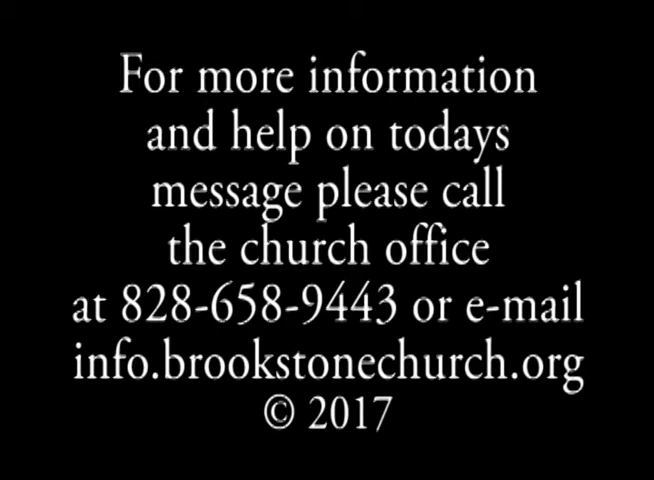 For more information
and help on todays
message please call
the church office
at 828-658-9443 or e-mail
info.brookstonechurch.org
© 2017